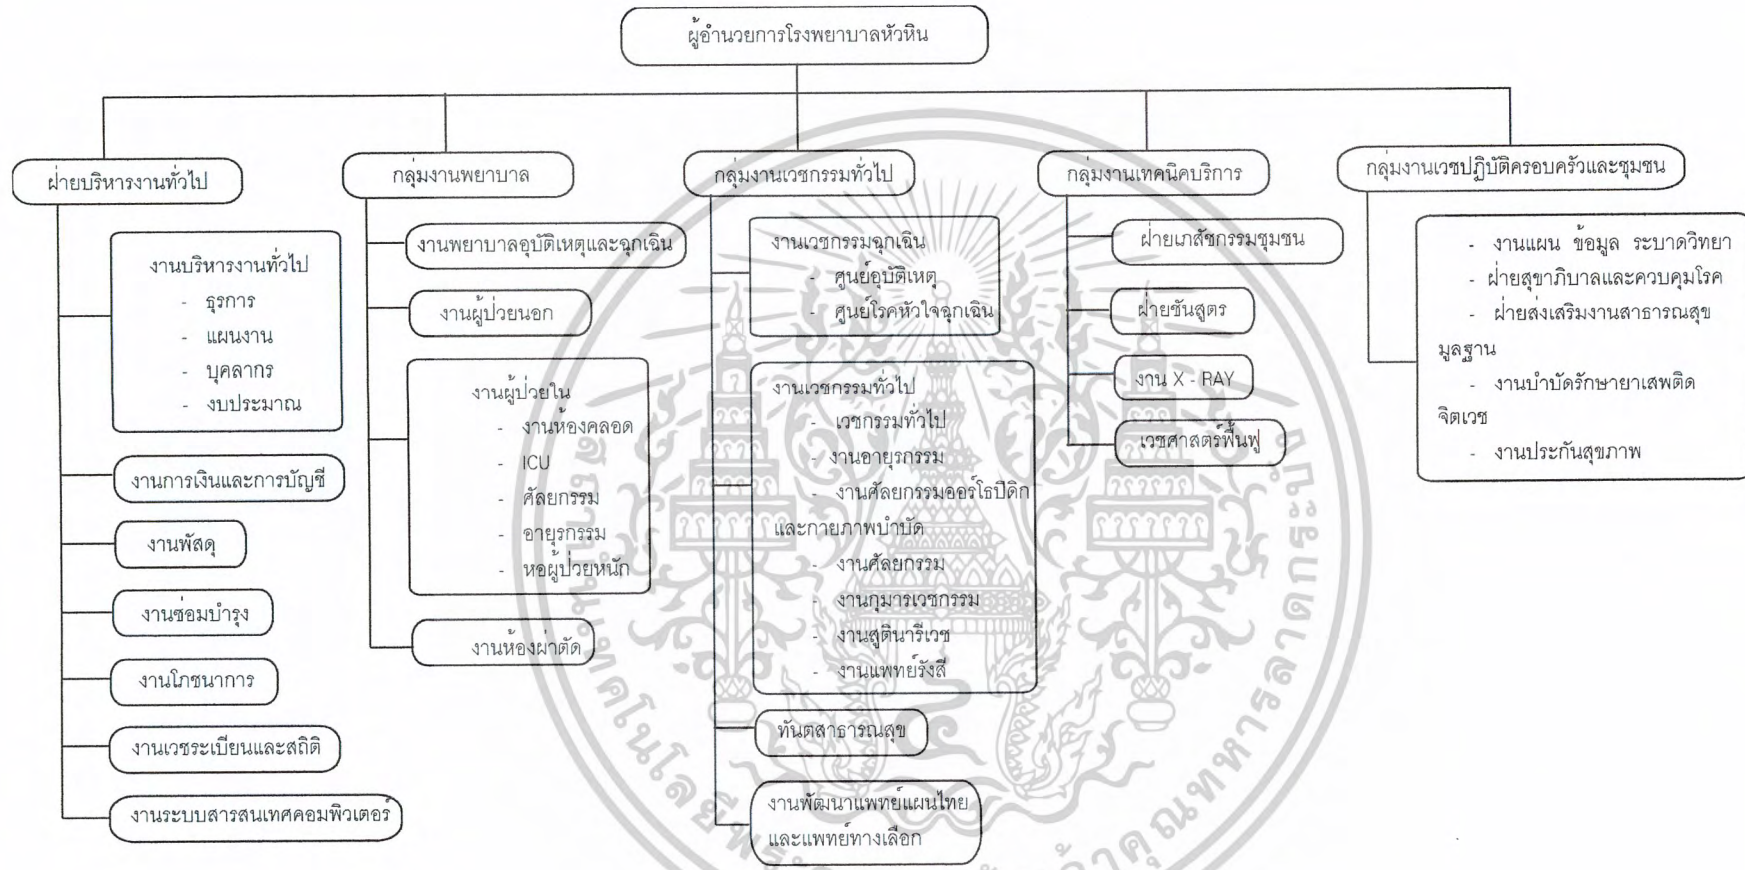 ผู้อำนวยการโรงพยาบาลหัวหิน
ฝ่ายบริหารงานทั่วไป
งานบริหารงานทั่วไป
- ธุรการ
- แผนงาน
- บุคลากร
- งบประมาณ
งานการเงินและการบัญชี
งานพัสดุ
งานซ่อมบำรุง
งานโภชนาการ
งานเวชระเบียนและสถิติ
งานระบบสารสนเทศคอมพิวเตอร์
กลุ่มงานพยาบาล
งานพยาบาลอุบัติเหตุและฉุกเฉิน
งานผู้ป่วยนอก
งานผู้ป่วยใน
- งานห้องคลอด
- ICU
- ศัลยกรรม
- อายุรกรรม
- หอผู้ป่วยหนัก
งานห้องผ่าตัด
กลุ่มงานเวชกรรมทั่วไป
งานเวชกรรมฉุกเฉิน
- ศูนย์อุบัติเหตุ
- ศูนย์โรคหัวใจฉุกเฉิน
งานเวชกรรมทั่วไป
- เวชกรรมทั่วไป
- งานอายุรกรรม
- งานศัลยกรรมออร์โธปิดิก
และกายภาพบำบัด
- งานศัลยกรรม
- งานกุมารเวชกรรม
- งานสูตินารีเวช
- งานแพทย์รังสี
ทันตสาธารณสุข
งานพัฒนาแพทย์แผนไทย
และแพทย์ทางเลือก
กลุ่มงานเทคนิคบริการ
ฝ่ายเภสัชกรรมชุมชน
ฝ่ายชันสูตร
งาน X - RAY
เวชศาสตร์ฟื้นฟู
กลุ่มงานเวชปฏิบัติครอบครัวและชุมชน
- งานแผน ข้อมูล ระบาดวิทยา
- ฝ่ายสุขาภิบาลและควบคุมโรค
- ฝ่ายส่งเสริมงานสาธารณสุข
มูลฐาน
- งานบำบัดรักษายาเสพติด
จิตเวช
- งานประกันสุขภาพ